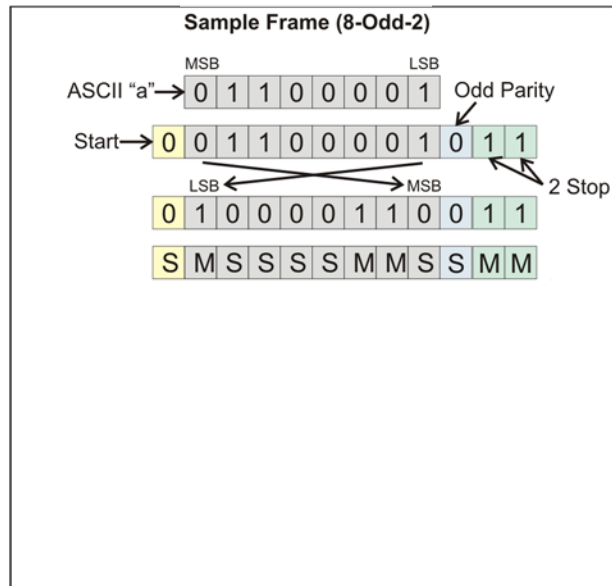 Sample Frame (8-Odd-2)
MSB LSB
ASCII "a" 0 1 1 0 0 0 0 1 Odd Parity
Start 0 0 1 1 0 0 0 0 1 0 1 1
LSB MSB 2 Stop
0 1 0 0 0 0 1 1 0 0 1 1
S M S S S S M M S S M M